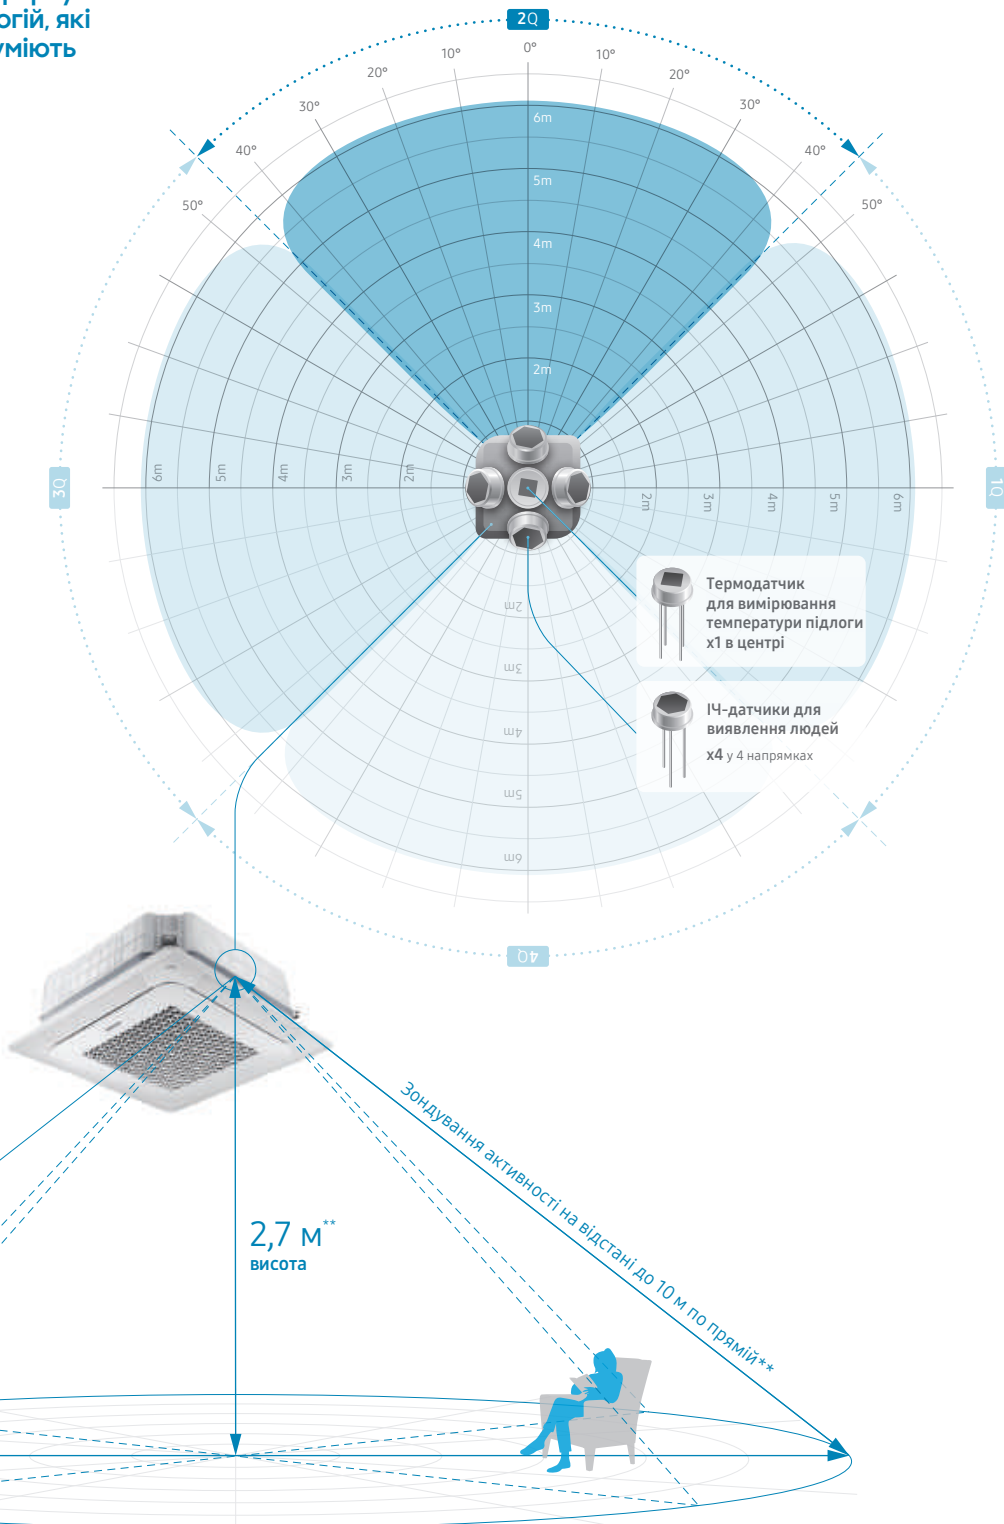 огій, які
уміють
2Q
0°
10°
10°
20°
20°
30°
30°
40°
40°
50°
50°
6m
5m
4m
3m
2m
3Q
6m
5m
4m
3m
2m
2m
3m
4m
5m
6m
1Q
2m
3m
4m
5m
6m
4Q
Термодатчик
для вимірювання
температури підлоги
x1 в центрі
ІЧ-датчики для
виявлення людей
x4 у 4 напрямках
Зондування активності на відстані до 10 м по прямій**
2,7 м**
висота